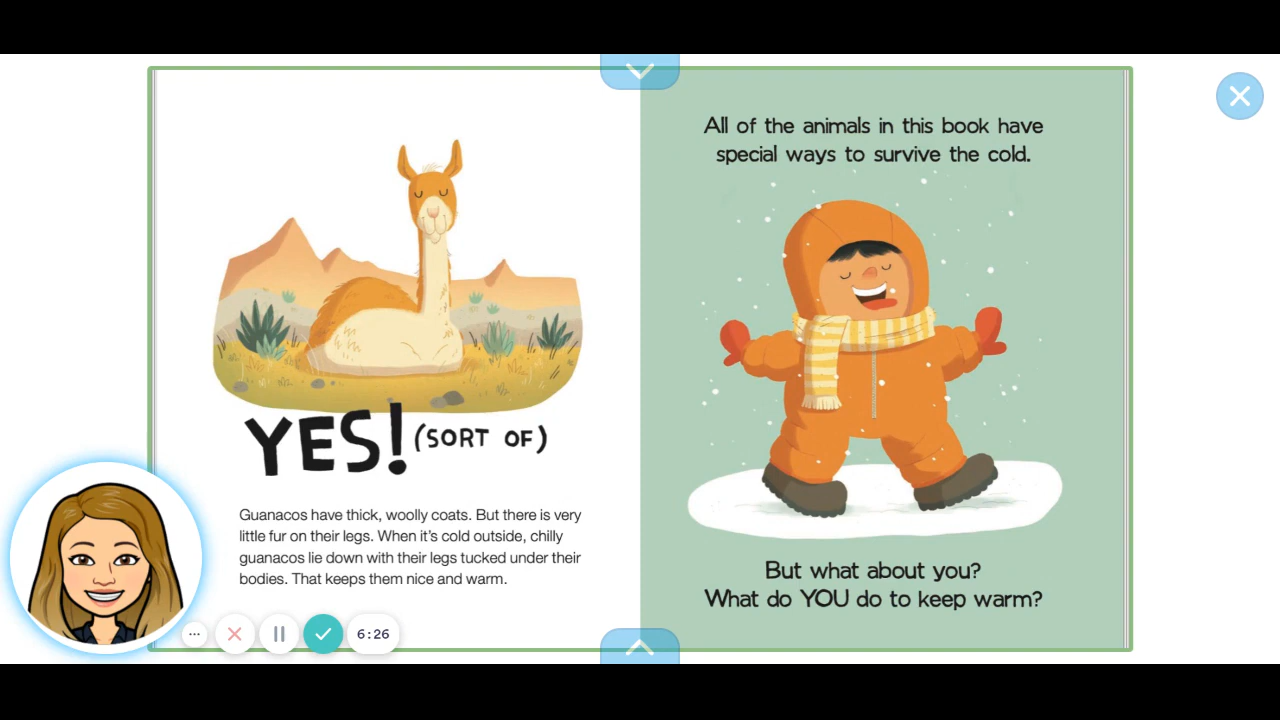 YES! (SORT OF)
Guanacos have thick, woolly coats. But there is very
little fur on their legs. When it's cold outside, chilly
guanacos lie down with their legs tucked under their
bodies. That keeps them nice and warm.
All of the animals in this book have
special ways to survive the cold.
But what about you?
What do YOU do to keep warm?
6:26